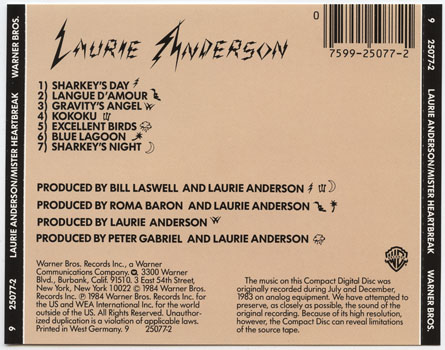 LAURIE ANDERSON
0
7599-25077-2
1) SHARKEY'S DAY
2) LANGUE D'AMOUR
3) GRAVITY'S ANGEL
4) KOKOKU
5) EXCELLENT BIRDS
6) BLUE LAGOON
7) SHARKEY'S NIGHT
PRODUCED BY BILL LASWELL AND LAURIE ANDERSON
PRODUCED BY ROMA BARON AND LAURIE ANDERSON
PRODUCED BY LAURIE ANDERSON
PRODUCED BY PETER GABRIEL AND LAURIE ANDERSON
Warner Bros. Records Inc., a Warner
Communications Company. 3300 Warner
Blvd., Burbank, Calif. 91510. 3 East 54th Street,
New York, New York 10022 © 1984 Warner Bros.
Records Inc. ℗ 1984 Warner Bros. Records Inc. for
the US and WEA International Inc. for the world
outside of the US. All Rights Reserved. Unautho-
rized duplication is a violation of applicable laws.
Printed in West Germany. 9 25077-2
WB
The music on this Compact Digital Disc was
originally recorded during July and December,
1983 on analog equipment. We have attempted to
preserve, as closely as possible, the sound of the
original recording. Because of its high resolution,
however, the Compact Disc can reveal limitations
of the source tape.
9 25077-2 LAURIE ANDERSON/MISTER HEARTBREAK WARNER BROS.
WARNER BROS. LAURIE ANDERSON/MISTER HEARTBREAK 9 25077-2